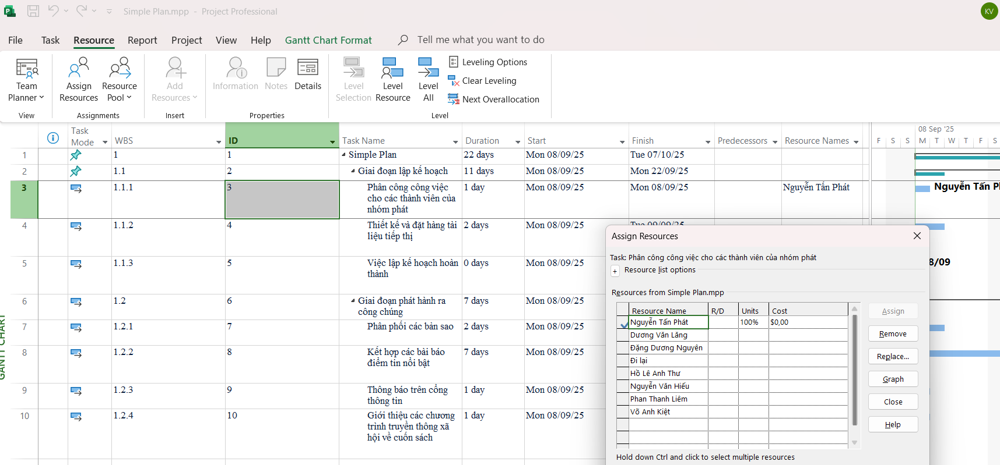 Simple Plan.mpp - Project Professional
KV
File Task Resource Report Project View Help Gantt Chart Format Tell me what you want to do
Team Planner
View
Assign Resources
Resource Pool
Assignments
Add Resources
Insert
Information
Notes
Details
Properties
Level Selection
Level Resource
Level All
Leveling Options
Clear Leveling
Next Overallocation
Level
Task Mode WBS ID Task Name Duration Start Finish Predecessors Resource Names
08 Sep '25
F S S M T W T F S
1 1 1 Simple Plan 22 days Mon 08/09/25 Tue 07/10/25
2 1.1 2 Giai đoạn lập kế hoạch 11 days Mon 08/09/25 Mon 22/09/25
3 1.1.1 3 Phân công công việc 1 day Mon 08/09/25 Mon 08/09/25 Nguyễn Tấn Phát Nguyễn Tấn
cho các thành viên của
nhóm phát
4 1.1.2 4 Thiết kế và đặt hàng tài 2 days Mon 08/09/25 Tue 09/09/25
liệu tiếp thị
5 1.1.3 5 Việc lập kế hoạch hoàn 0 days Mon 08/09/25
thành
8/09
6 1.2 6 Giai đoạn phát hành ra 7 days Mon 08/09/25
công chúng
7 1.2.1 7 Phân phối các bản sao 2 days Mon 08/09/25
8 1.2.2 8 Kết hợp các bài báo 7 days Mon 08/09/25
điểm tin nổi bật
9 1.2.3 9 Thông báo trên cổng 1 day Mon 08/09/25
thông tin
10 1.2.4 10 Giới thiệu các chương 1 day Mon 08/09/25
trình truyền thông xã
hội về cuốn sách
GANTT CHART
Assign Resources
Task: Phân công công việc cho các thành viên của nhóm phát
+ Resource list options
Resources from Simple Plan.mpp
Resource Name R/D Units Cost
Nguyễn Tấn Phát 100% $0,00
Dương Văn Lăng
Đặng Dương Nguyên
Đi lại
Hồ Lê Anh Thư
Nguyễn Văn Hiếu
Phan Thanh Liêm
Võ Anh Kiệt
Assign
Remove
Replace...
Graph
Close
Help
Hold down Ctrl and click to select multiple resources